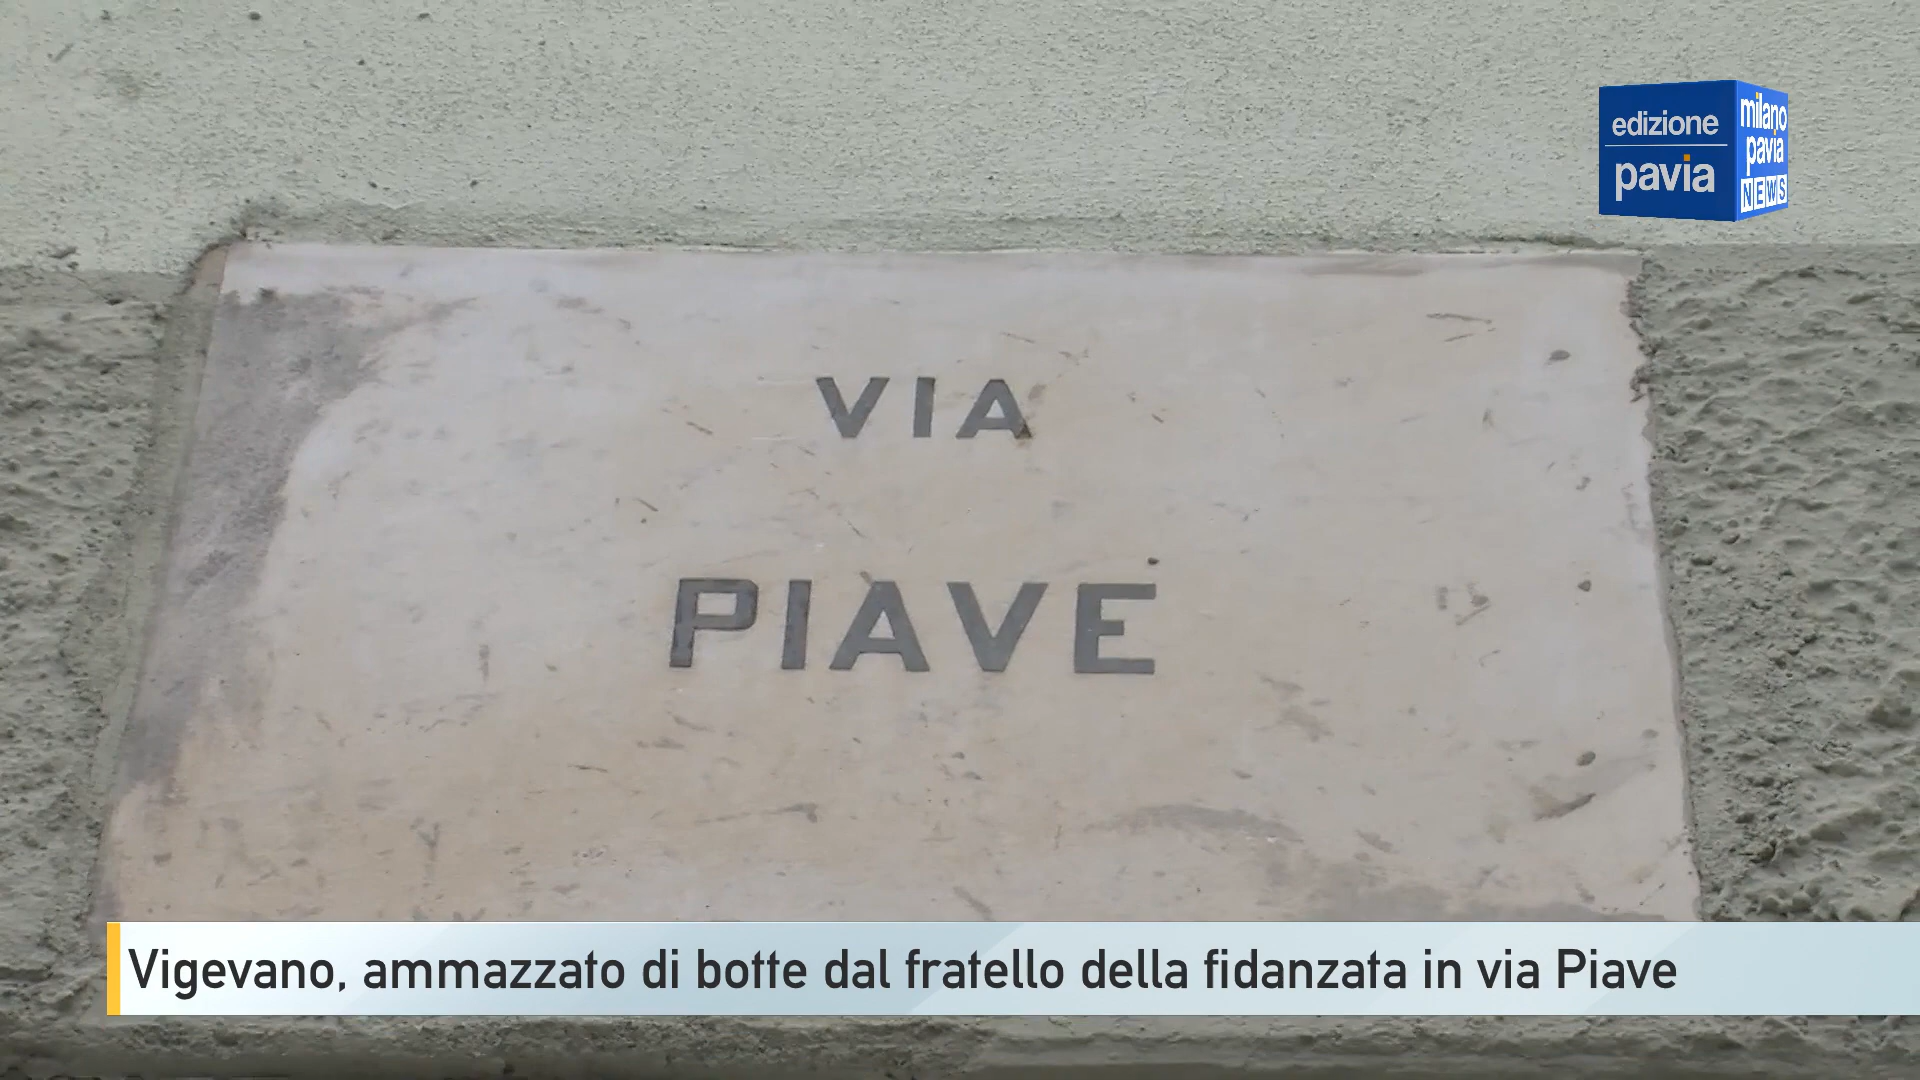 edizione
pavia
milano
pavia
NEWS
VIA
PIAVE
Vigevano, ammazzato di botte dal fratello della fidanzata in via Piave